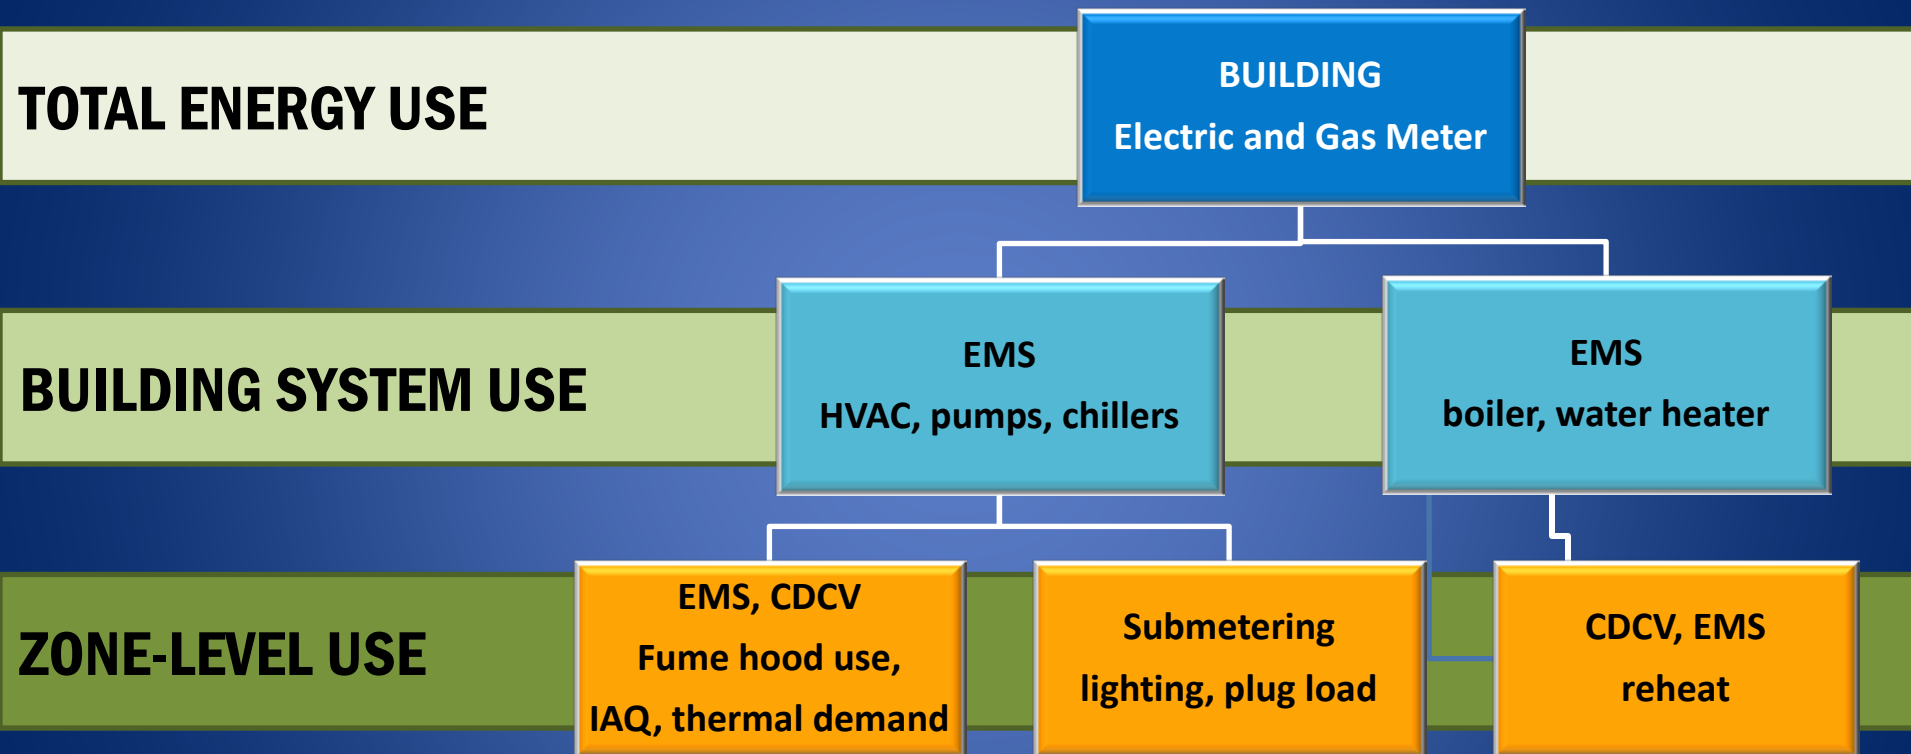 TOTAL ENERGY USE
BUILDING
Electric and Gas Meter
BUILDING SYSTEM USE
EMS
HVAC, pumps, chillers
EMS
boiler, water heater
ZONE-LEVEL USE
EMS, CDCV
Fume hood use,
IAQ, thermal demand
Submetering
lighting, plug load
CDCV, EMS
reheat